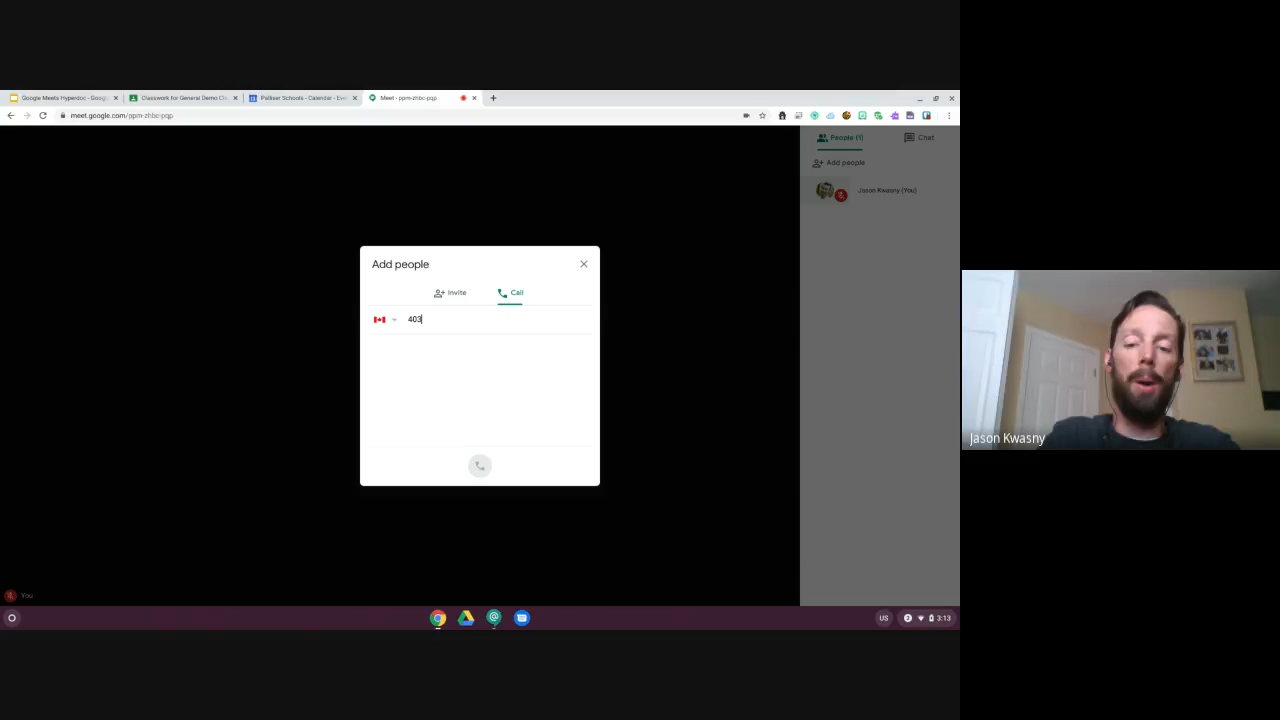 Google Meets Hyperdoc - Googl
Classwork for General Demo Cl
Palliser Schools - Calendar - Eve
Meet - ppm-zhbc-pqp
meet.google.com/ppm-zhbc-pqp
People (1)
Chat
Add people
Jason Kwasny (You)
Add people
Invite
Call
403
Jason Kwasny
You
US
3:13